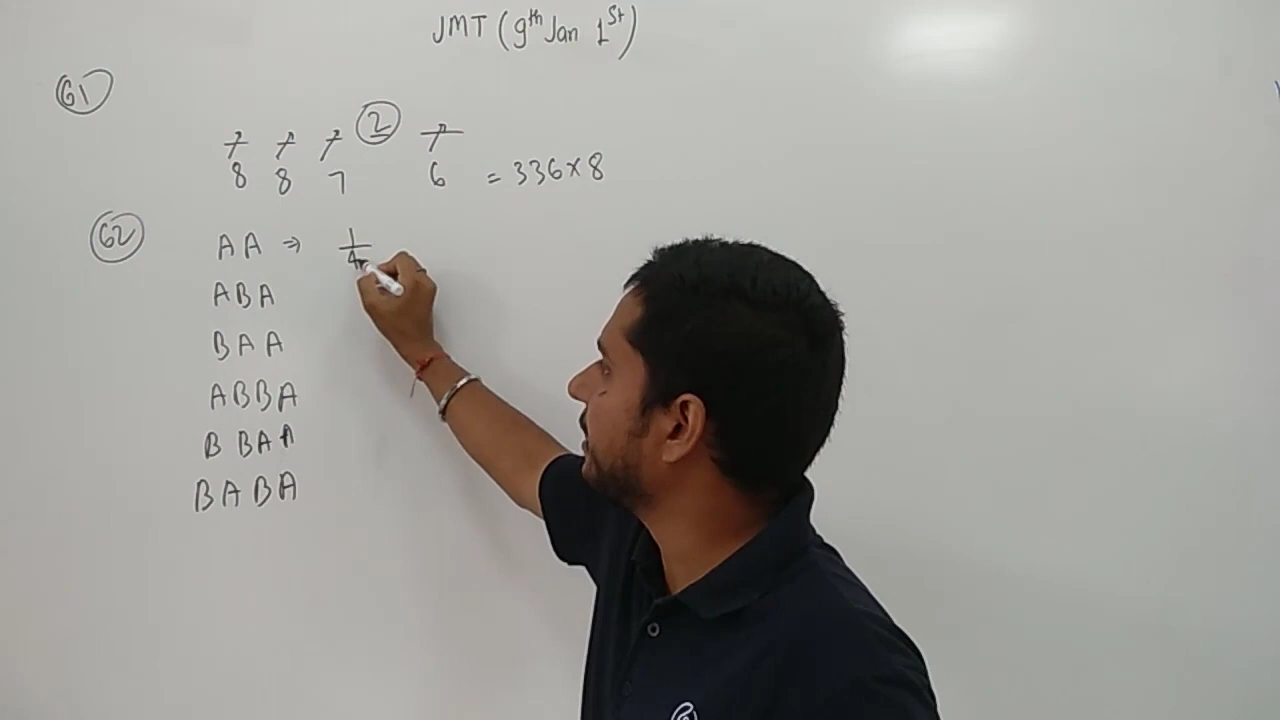 JMT (9th Jan 1st)
61
7 7 7 2 7
8 8 7 6 = 336 × 8
62
AA ⇒ 1/4
ABA
BAA
ABBA
BBAA
BABA